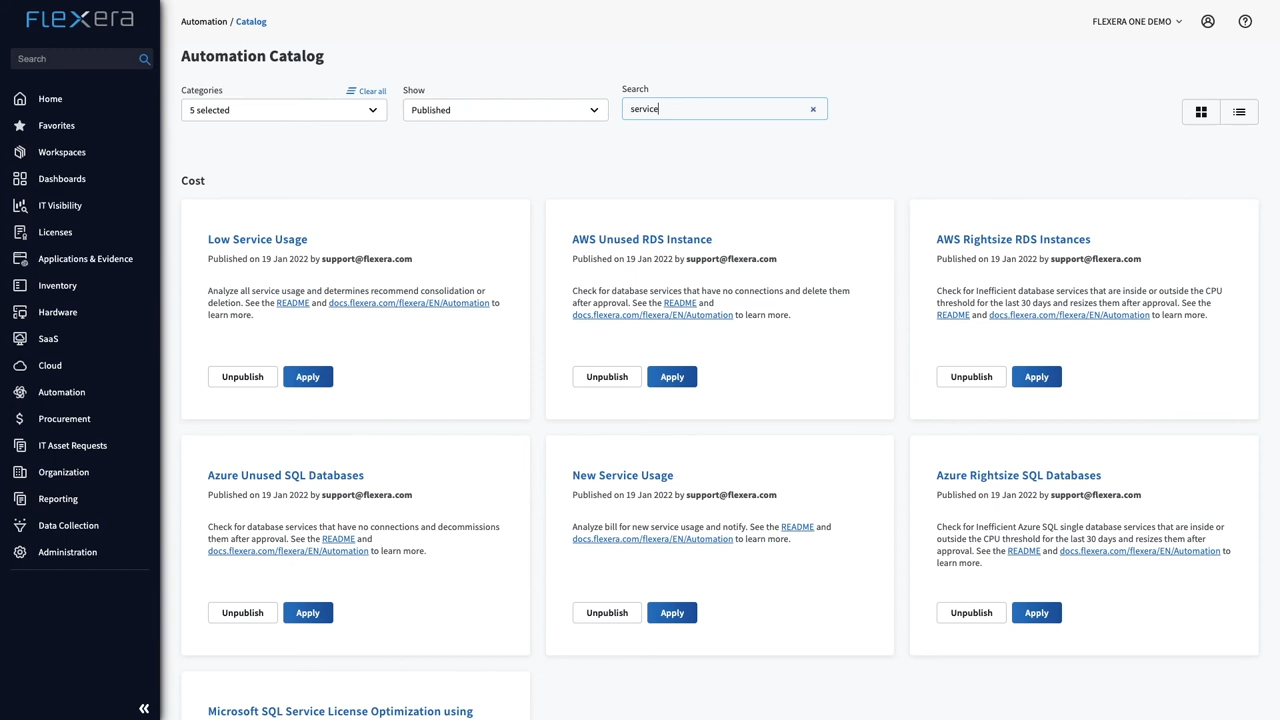 FLEXERA
Automation / Catalog
FLEXERA ONE DEMO
Search
Home
Favorites
Workspaces
Dashboards
IT Visibility
Licenses
Applications & Evidence
Inventory
Hardware
SaaS
Cloud
Automation
Procurement
IT Asset Requests
Organization
Reporting
Data Collection
Administration
Automation Catalog
Categories
Clear all
5 selected
Show
Published
Search
service
Cost
Low Service Usage
Published on 19 Jan 2022 by support@flexera.com
Analyze all service usage and determines recommend consolidation or
deletion. See the README and docs.flexera.com/flexera/EN/Automation to
learn more.
Unpublish
Apply
AWS Unused RDS Instance
Published on 19 Jan 2022 by support@flexera.com
Check for database services that have no connections and delete them
after approval. See the README and
docs.flexera.com/flexera/EN/Automation to learn more.
Unpublish
Apply
AWS Rightsize RDS Instances
Published on 19 Jan 2022 by support@flexera.com
Check for Inefficient database services that are inside or outside the CPU
threshold for the last 30 days and resizes them after approval. See the
README and docs.flexera.com/flexera/EN/Automation to learn more.
Unpublish
Apply
Azure Unused SQL Databases
Published on 19 Jan 2022 by support@flexera.com
Check for database services that have no connections and decommissions
them after approval. See the README and
docs.flexera.com/flexera/EN/Automation to learn more.
Unpublish
Apply
New Service Usage
Published on 19 Jan 2022 by support@flexera.com
Analyze bill for new service usage and notify. See the README and
docs.flexera.com/flexera/EN/Automation to learn more.
Unpublish
Apply
Azure Rightsize SQL Databases
Published on 19 Jan 2022 by support@flexera.com
Check for Inefficient Azure SQL single database services that are inside or
outside the CPU threshold for the last 30 days and resizes them after
approval. See the README and docs.flexera.com/flexera/EN/Automation to
learn more.
Unpublish
Apply
Microsoft SQL Service License Optimization using